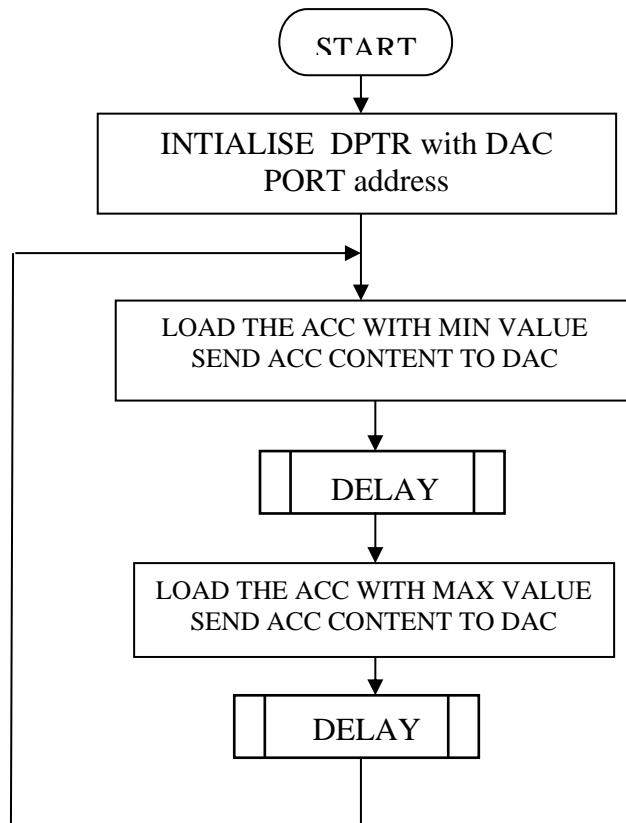 START
INTIALISE DPTR with DAC
PORT address
LOAD THE ACC WITH MIN VALUE
SEND ACC CONTENT TO DAC
DELAY
LOAD THE ACC WITH MAX VALUE
SEND ACC CONTENT TO DAC
DELAY